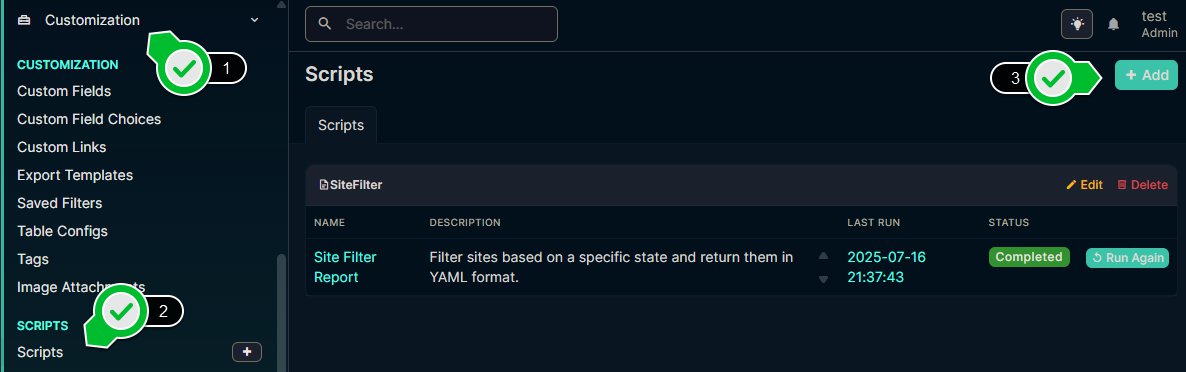 Customization
CUSTOMIZATION
Custom Fields
Custom Field Choices
Custom Links
Export Templates
Saved Filters
Table Configs
Tags
Image Attachments
SCRIPTS
Scripts
1
2
Search...
test
Admin
Scripts
3
+ Add
Scripts
SiteFilter
Edit
Delete
NAME DESCRIPTION LAST RUN STATUS
Site Filter
Report
Filter sites based on a specific state and return them in
YAML format.
2025-07-16
21:37:43
Completed
Run Again